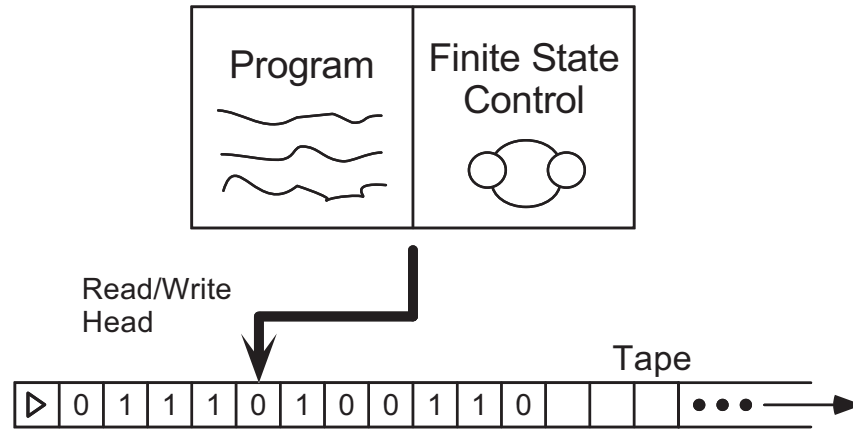 Program
Finite State
Control
Read/Write
Head
Tape
0 1 1 1 0 1 0 0 1 1 0